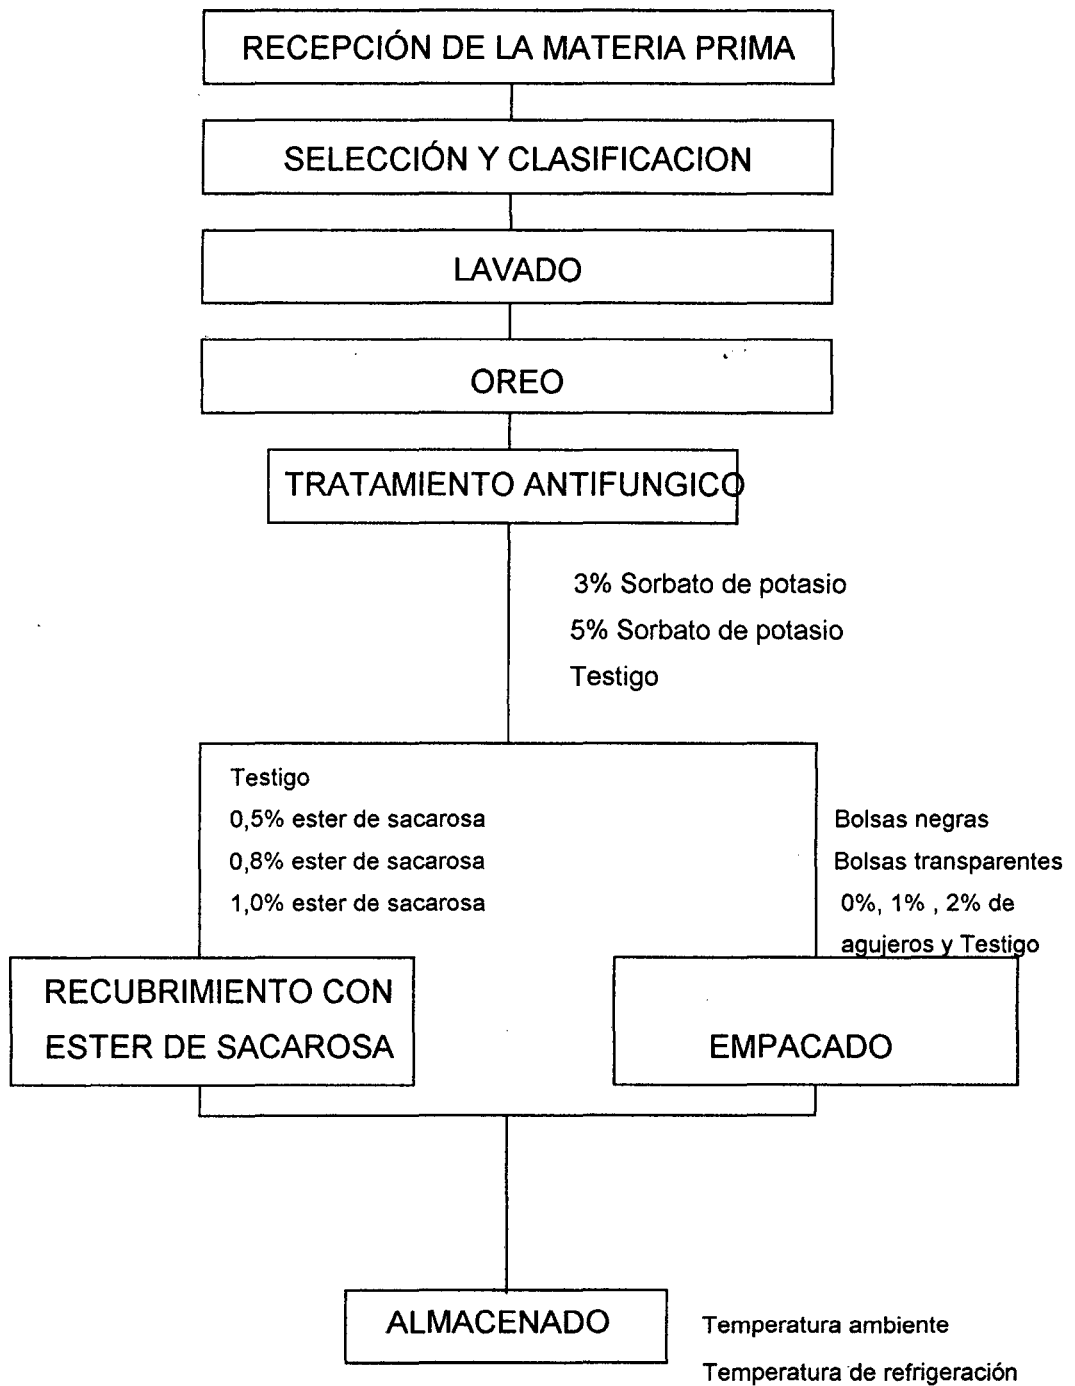 RECEPCIÓN DE LA MATERIA PRIMA
SELECCIÓN Y CLASIFICACION
LAVADO
OREO
TRATAMIENTO ANTIFUNGICO
3% Sorbato de potasio
5% Sorbato de potasio
Testigo
Testigo
0,5% ester de sacarosa
0,8% ester de sacarosa
1,0% ester de sacarosa
Bolsas negras
Bolsas transparentes
0%, 1% , 2% de
agujeros y Testigo
RECUBRIMIENTO CON
ESTER DE SACAROSA
EMPACADO
ALMACENADO
Temperatura ambiente
Temperatura de refrigeración